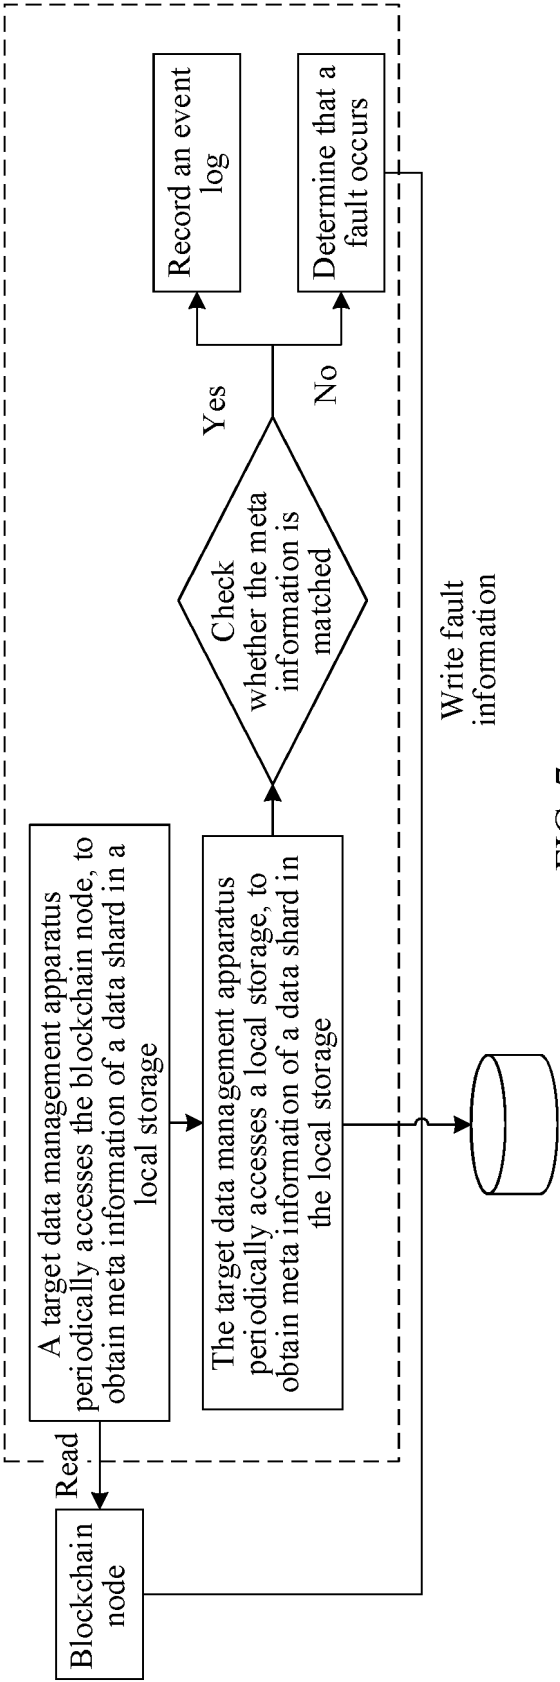 Blockchain
node
Read
A target data management apparatus
periodically accesses the blockchain node, to
obtain meta information of a data shard in a
local storage
The target data management apparatus
periodically accesses a local storage, to
obtain meta information of a data shard in
the local storage
Check
whether the meta
information is
matched
Yes
No
Record an event
log
Determine that a
fault occurs
Write fault
information